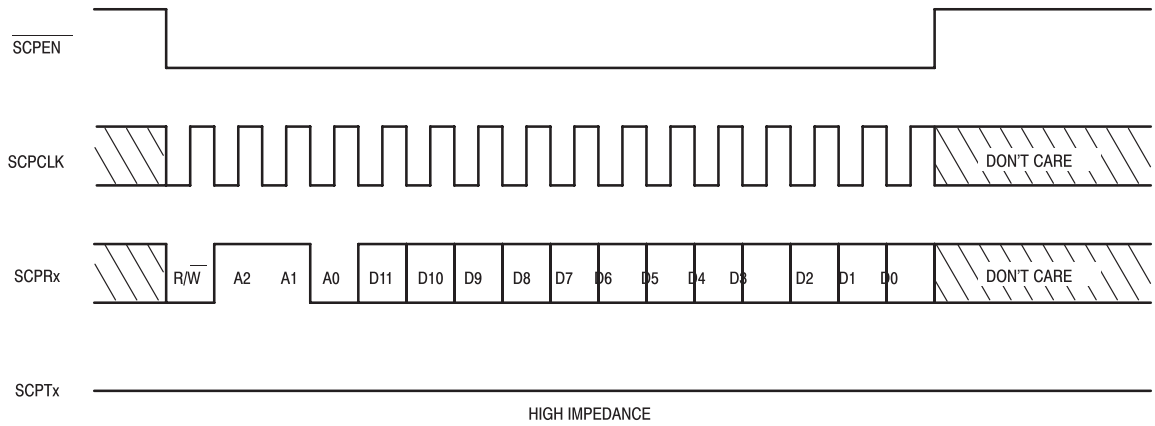 SCPEN
SCPCLK
DON'T CARE
SCPRx
R/W A2 A1 A0 D11 D10 D9 D8 D7 D6 D5 D4 D3 D2 D1 D0
DON'T CARE
SCPTx
HIGH IMPEDANCE